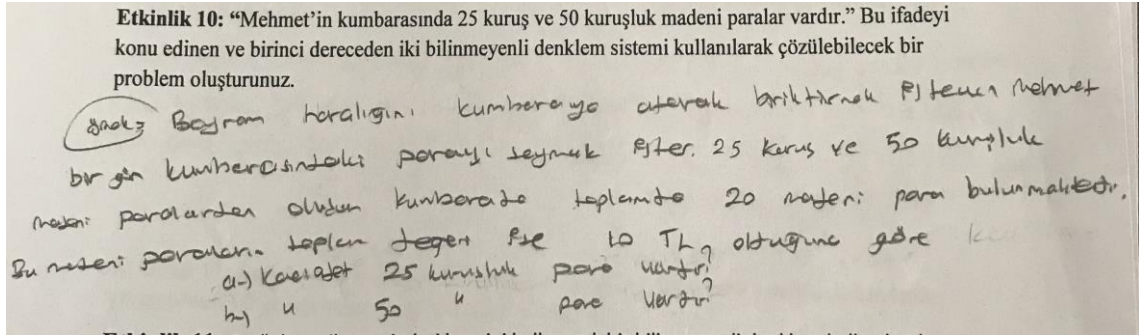 Etkinlik 10: “Mehmet’in kumbarasında 25 kuruş ve 50 kuruşluk madeni paralar vardır.” Bu ifadeyi
konu edinen ve birinci dereceden iki bilinmeyenli denklem sistemi kullanılarak çözülebilecek bir
problem oluşturunuz.
Bayram harçlığını kumbaraya atarak biriktirmek isteyen Mehmet
bir gün kumbarasındaki parayı saymak ister. 25 kuruş ve 50 kuruşluk
madeni paralardan oluşan kumbarada toplamda 20 madeni para bulunmaktadır.
Bu madeni paraların toplam değeri ise 10 TL olduğuna göre
a-) Kaç adet 25 kuruşluk para vardır?
b-) " 50 " para vardır?